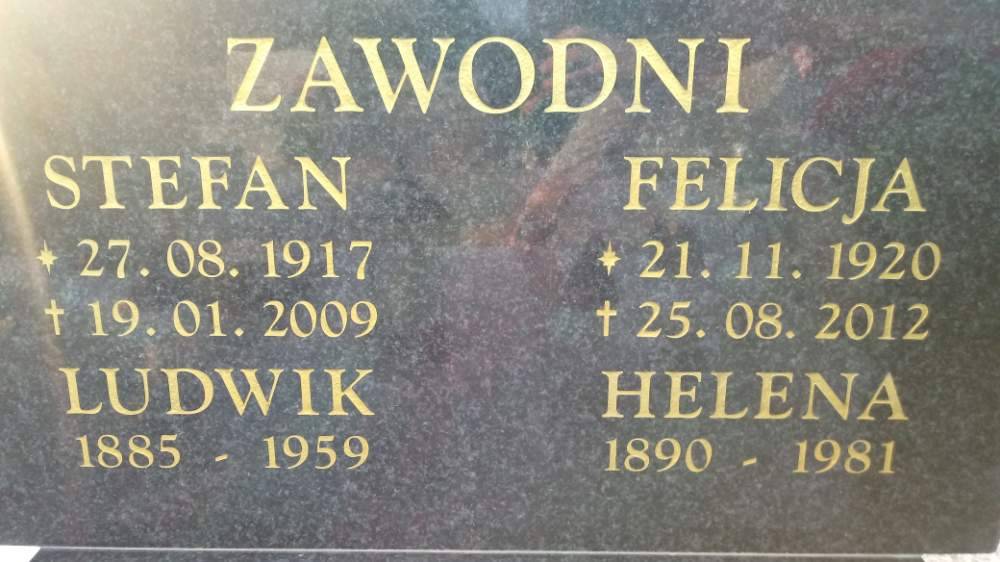 ZAWODNI
STEFAN FELICJA
* 27. 08. 1917 * 21. 11. 1920
† 19. 01. 2009 † 25. 08. 2012
LUDWIK HELENA
1885 - 1959 1890 - 1981